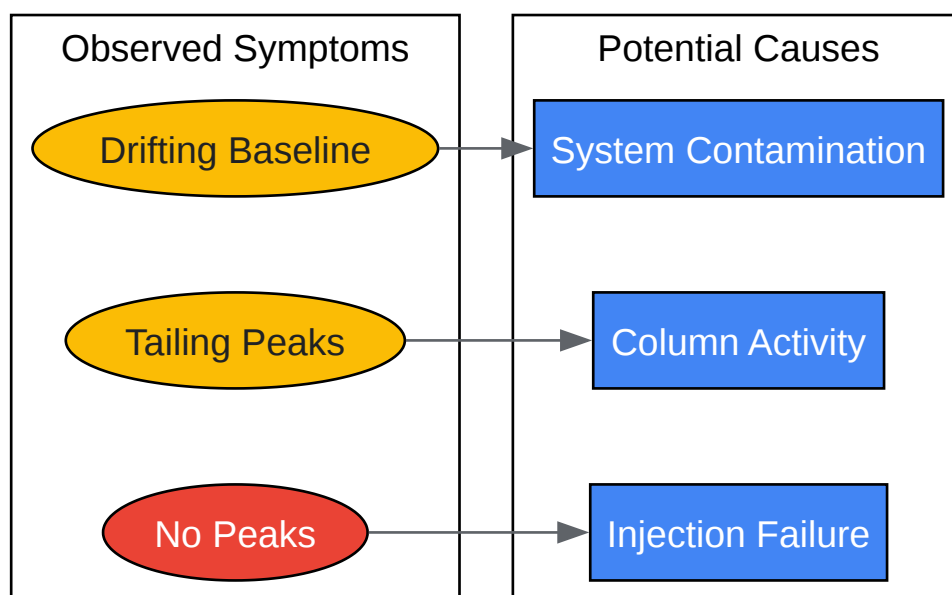 Observed Symptoms
Potential Causes
Drifting Baseline
System Contamination
Tailing Peaks
Column Activity
No Peaks
Injection Failure